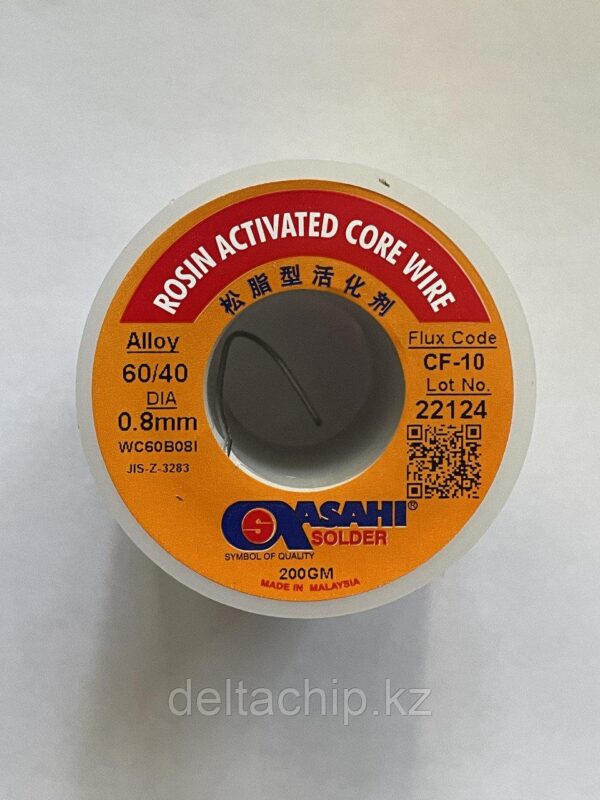 ROSIN ACTIVATED CORE WIRE
松脂型活化剂
Alloy
60/40
DIA
0.8mm
WC60B08I
JIS-Z-3283
Flux Code
CF-10
Lot No.
22124
S
ASAHI®
SOLDER
SYMBOL OF QUALITY
200GM
MADE IN MALAYSIA
deltachip.kz